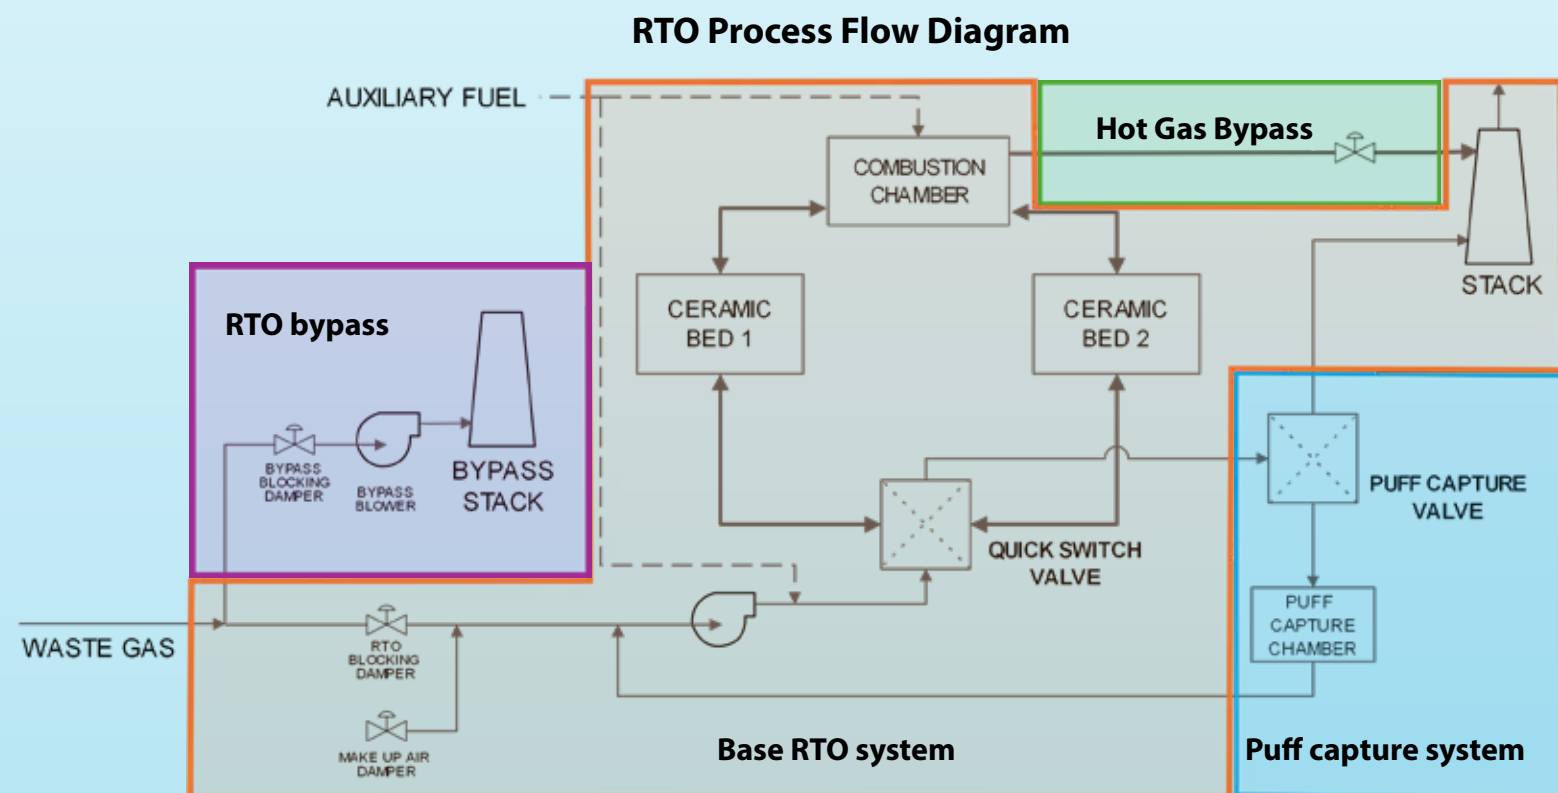 RTO Process Flow Diagram
AUXILIARY FUEL
Hot Gas Bypass
COMBUSTION
CHAMBER
STACK
CERAMIC
BED 1
CERAMIC
BED 2
RTO bypass
BYPASS
BLOCKING
DAMPER
BYPASS
BLOWER
BYPASS
STACK
PUFF CAPTURE
VALVE
QUICK SWITCH
VALVE
PUFF
CAPTURE
CHAMBER
WASTE GAS
RTO
BLOCKING
DAMPER
MAKE UP AIR
DAMPER
Base RTO system
Puff capture system